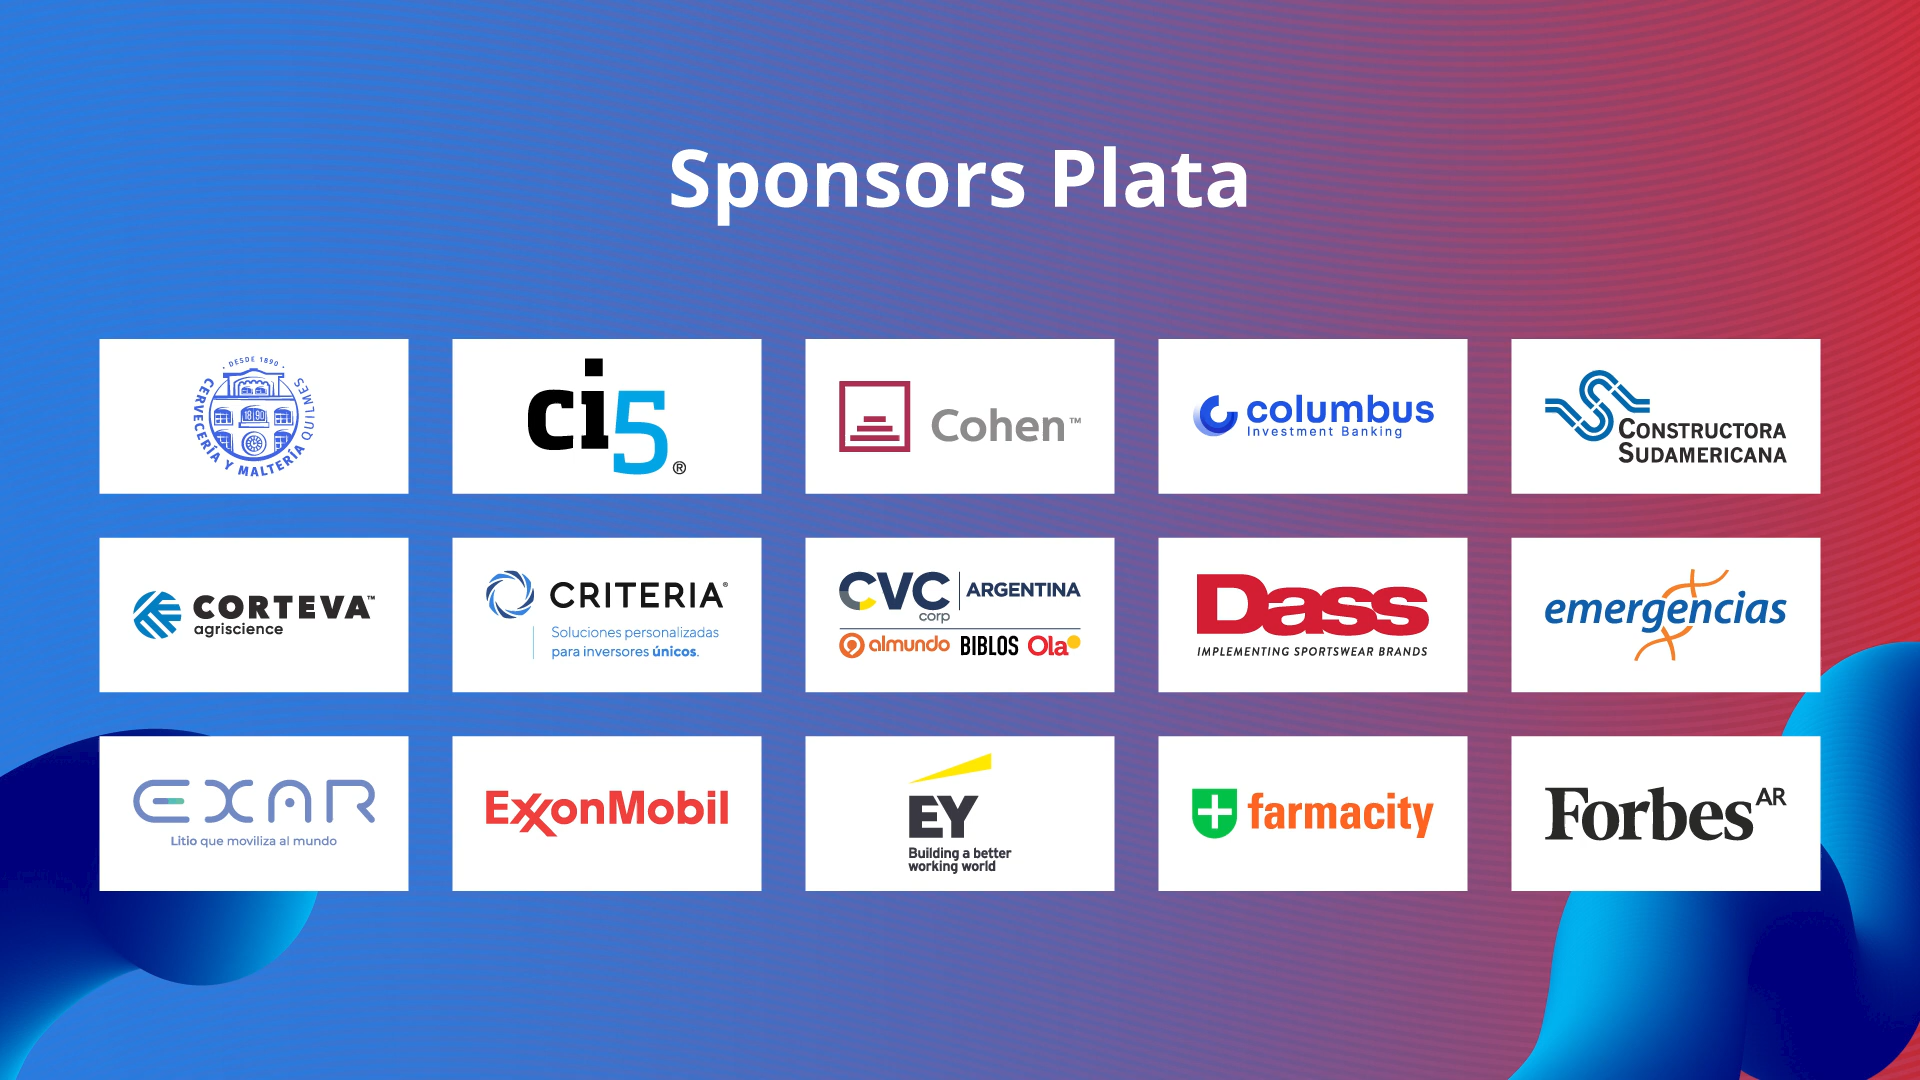 Sponsors Plata
· DESDE 1890 ·
CERVECERÍA Y MALTERÍA QUILMES
1890
ci5®
Cohen™
columbus
Investment Banking
CONSTRUCTORA
SUDAMERICANA
CORTEVA™
agriscience
CRITERIA®
Soluciones personalizadas
para inversores únicos.
CVC
corp
ARGENTINA
almundo BIBLOS Ola
Dass
IMPLEMENTING SPORTSWEAR BRANDS
emergencias
EXAR
Litio que moviliza al mundo
ExxonMobil
EY
Building a better
working world
farmacity
Forbes AR